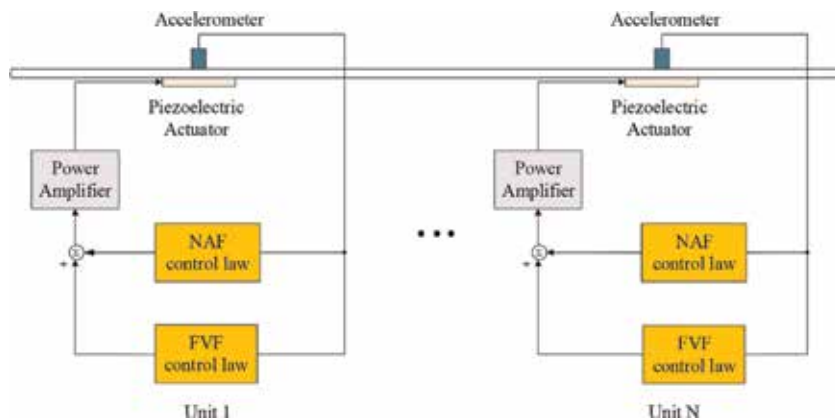 Accelerometer
Accelerometer
Piezoelectric
Actuator
Piezoelectric
Actuator
Power
Amplifier
Power
Amplifier
NAF
control law
NAF
control law
Σ
+
Σ
+
...
FVF
control law
FVF
control law
Unit 1
Unit N